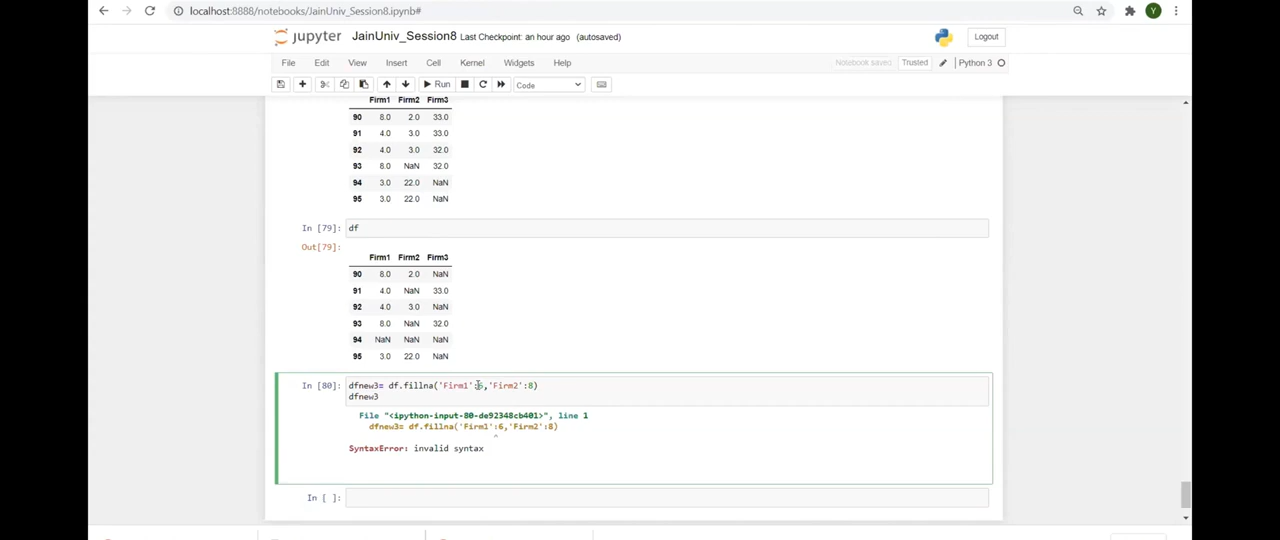 localhost:8888/notebooks/JainUniv_Session8.ipynb#
Y
jupyter JainUniv_Session8 Last Checkpoint: an hour ago (autosaved)
Logout
File Edit View Insert Cell Kernel Widgets Help
Notebook saved Trusted Python 3
Run Code
Firm1 Firm2 Firm3
90 8.0 2.0 33.0
91 4.0 3.0 33.0
92 4.0 3.0 32.0
93 8.0 NaN 32.0
94 3.0 22.0 NaN
95 3.0 22.0 NaN
In [79]: df
Out[79]:
Firm1 Firm2 Firm3
90 8.0 2.0 NaN
91 4.0 NaN 33.0
92 4.0 3.0 NaN
93 8.0 NaN 32.0
94 NaN NaN NaN
95 3.0 22.0 NaN
In [80]: dfnew3= df.fillna('Firm1':6,'Firm2':8)
dfnew3
File "<ipython-input-80-de92348cb401>", line 1
dfnew3= df.fillna('Firm1':6,'Firm2':8)
^
SyntaxError: invalid syntax
In [ ]: